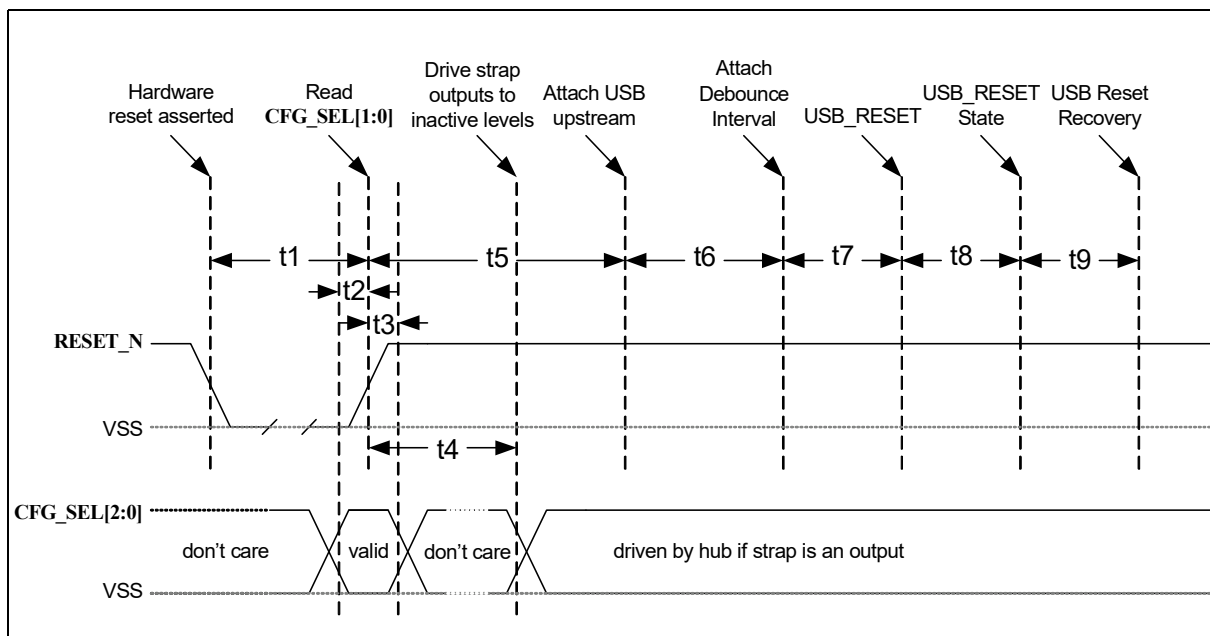 Hardware
reset asserted
Read
CFG_SEL[1:0]
Drive strap
outputs to
inactive levels
Attach USB
upstream
Attach
Debounce
Interval
USB_RESET
USB_RESET
State
USB Reset
Recovery
t1
t5
t6
t7
t8
t9
t2
t3
RESET_N
VSS
t4
CFG_SEL[2:0]
don't care
valid
don't care
driven by hub if strap is an output
VSS